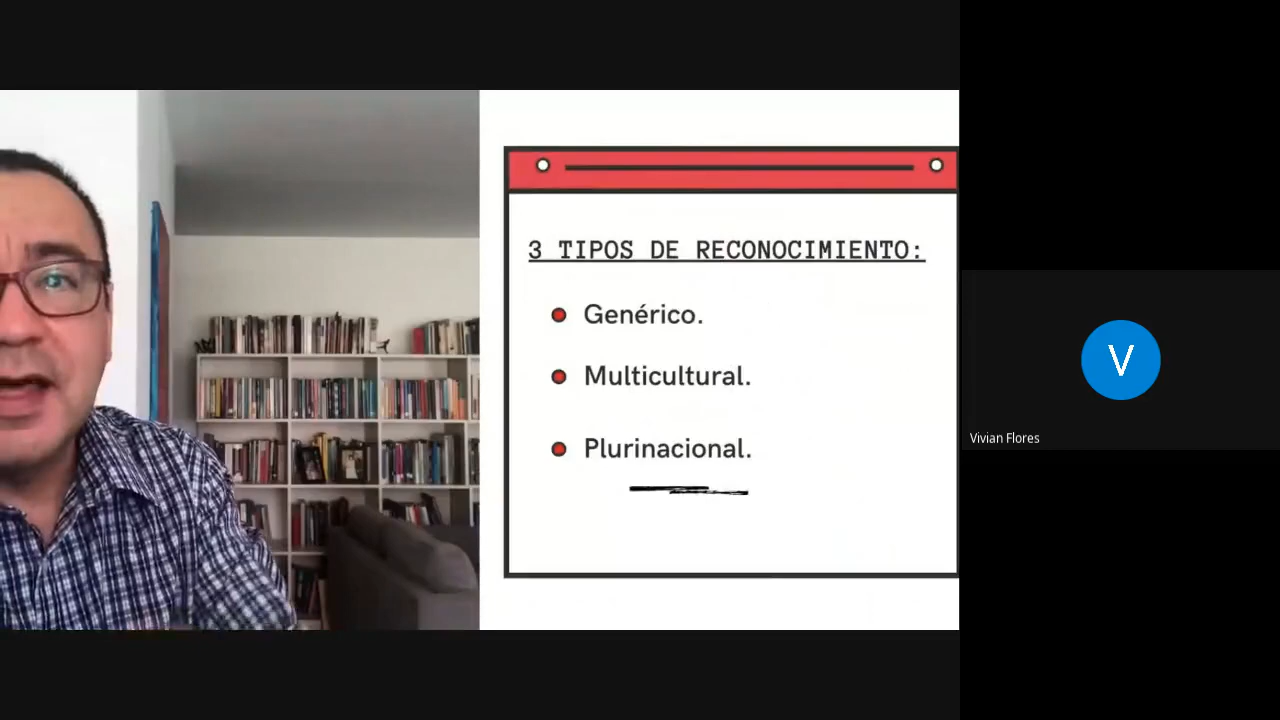 3 TIPOS DE RECONOCIMIENTO:
Genérico.
Multicultural.
Plurinacional.
V
Vivian Flores